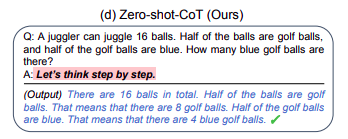 (d) Zero-shot-CoT (Ours)
Q: A juggler can juggle 16 balls. Half of the balls are golf balls,
and half of the golf balls are blue. How many blue golf balls are
there?
A: Let's think step by step.
(Output) There are 16 balls in total. Half of the balls are golf
balls. That means that there are 8 golf balls. Half of the golf balls
are blue. That means that there are 4 blue golf balls. ✓